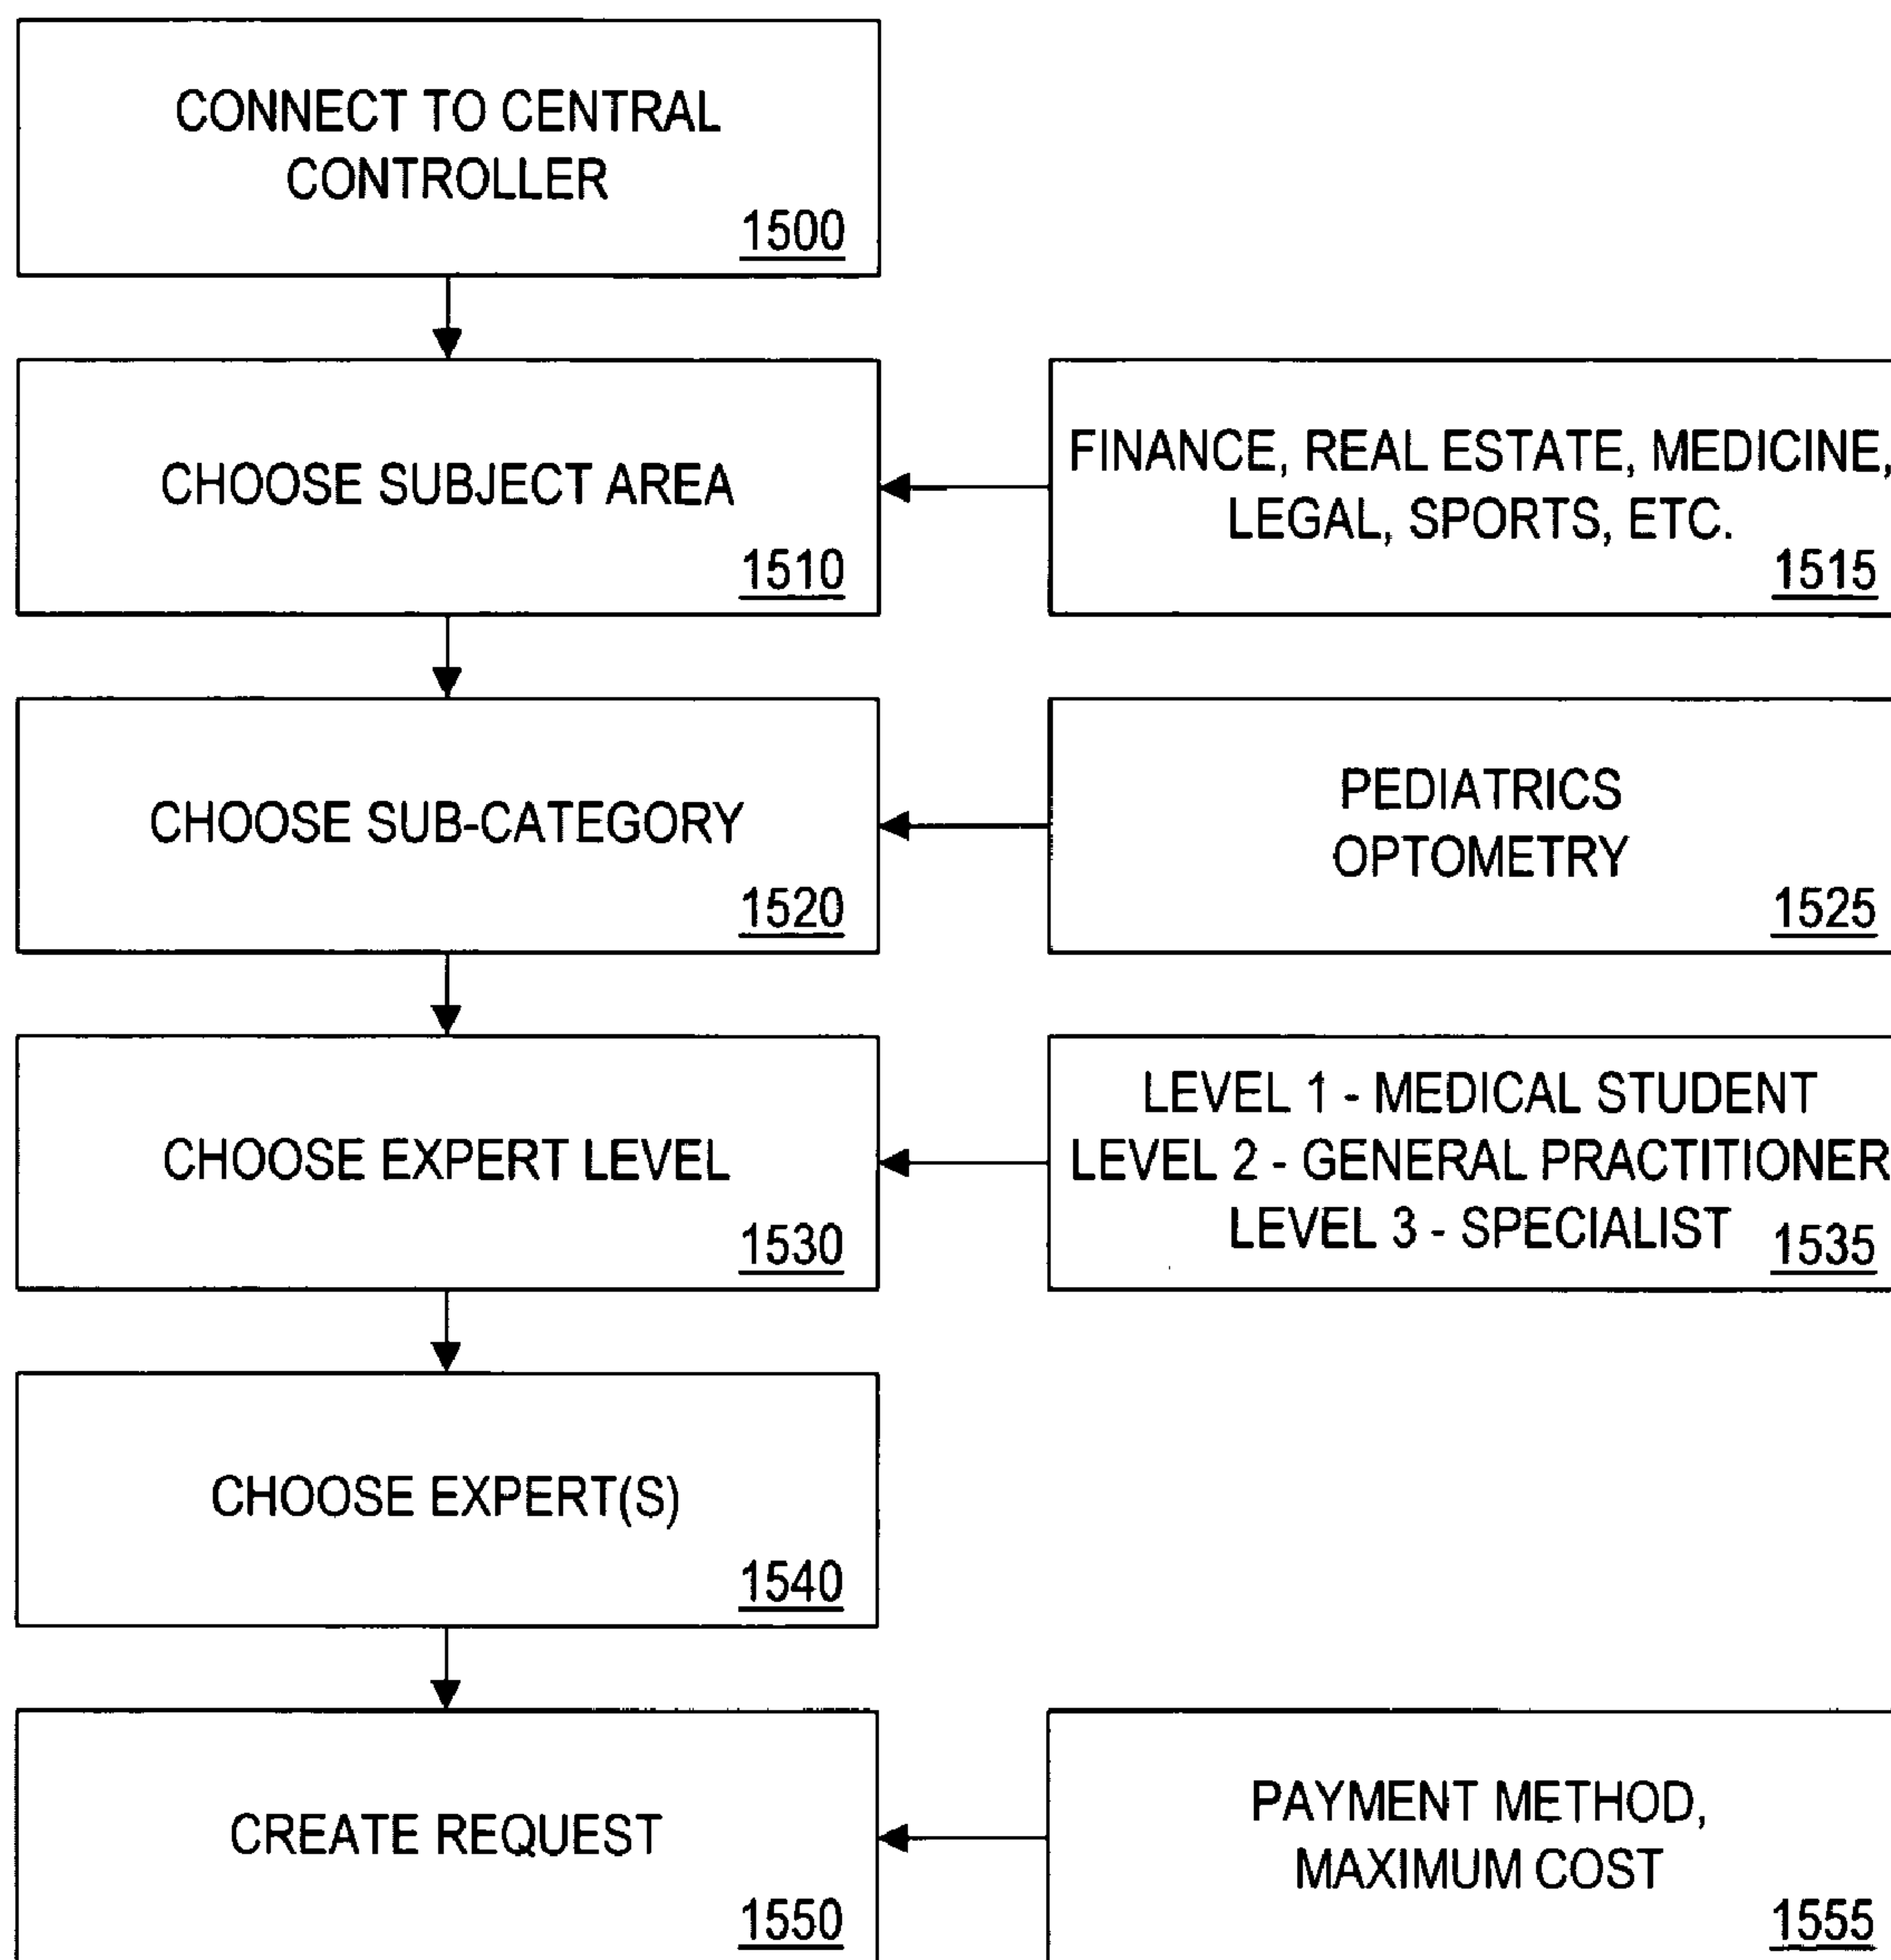 CONNECT TO CENTRAL
CONTROLLER
1500
CHOOSE SUBJECT AREA
1510
FINANCE, REAL ESTATE, MEDICINE,
LEGAL, SPORTS, ETC.
1515
CHOOSE SUB-CATEGORY
1520
PEDIATRICS
OPTOMETRY
1525
CHOOSE EXPERT LEVEL
1530
LEVEL 1 - MEDICAL STUDENT
LEVEL 2 - GENERAL PRACTITIONER
LEVEL 3 - SPECIALIST
1535
CHOOSE EXPERT(S)
1540
CREATE REQUEST
1550
PAYMENT METHOD,
MAXIMUM COST
1555